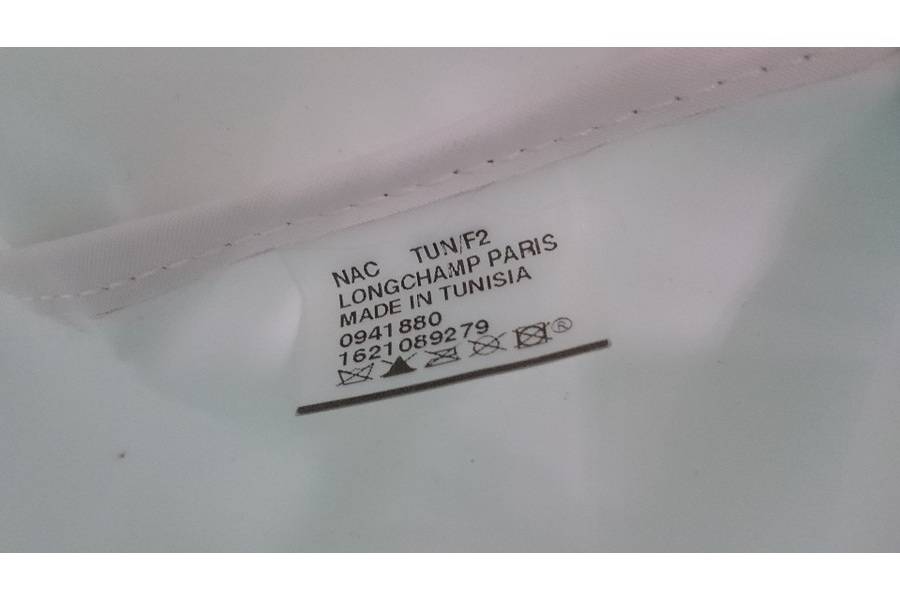 NAC TUN/F2
LONGCHAMP PARIS
MADE IN TUNISIA
0941880
1621089279
®